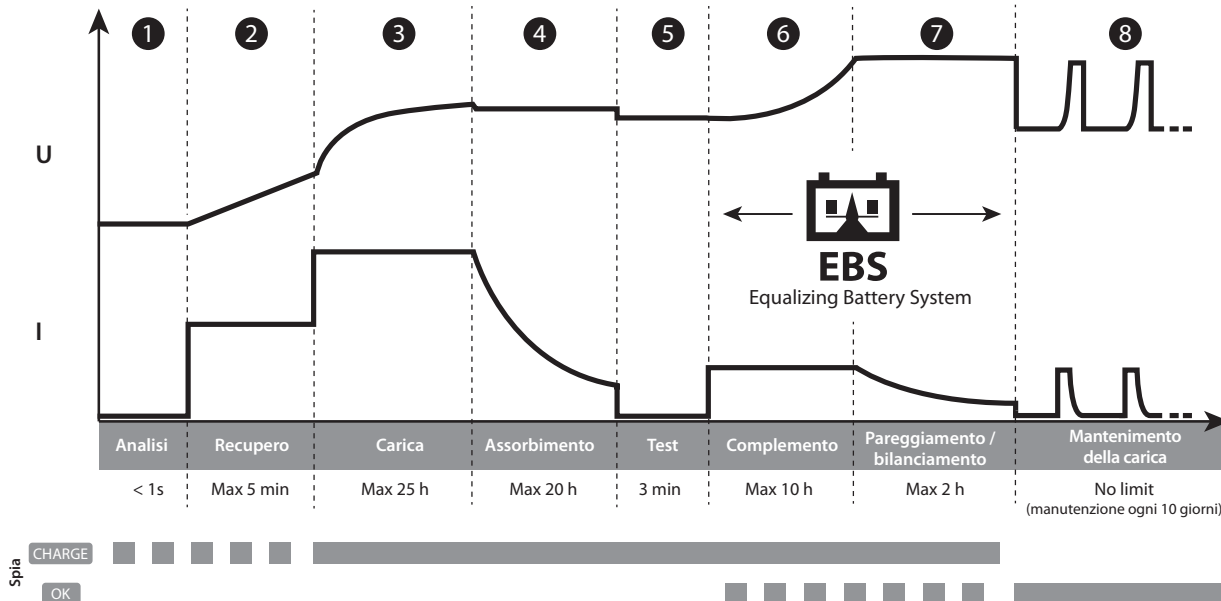 1 2 3 4 5 6 7 8
U
EBS
Equalizing Battery System
I
Analisi Recupero Carica Assorbimento Test Complemento Pareggiamento / bilanciamento Mantenimento della carica
< 1s Max 5 min Max 25 h Max 20 h 3 min Max 10 h Max 2 h No limit
(manutenzione ogni 10 giorni)
Spia
CHARGE
OK